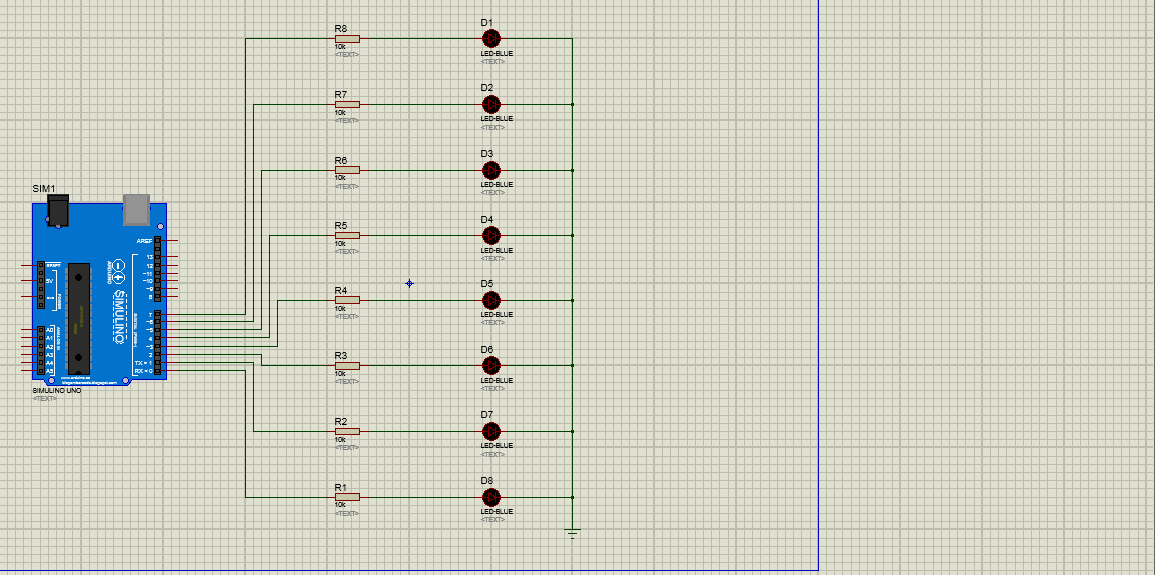 R8
10k
<TEXT>
D1
LED-BLUE
<TEXT>
R7
10k
<TEXT>
D2
LED-BLUE
<TEXT>
R6
10k
<TEXT>
D3
LED-BLUE
<TEXT>
R5
10k
<TEXT>
D4
LED-BLUE
<TEXT>
R4
10k
<TEXT>
D5
LED-BLUE
<TEXT>
R3
10k
<TEXT>
D6
LED-BLUE
<TEXT>
R2
10k
<TEXT>
D7
LED-BLUE
<TEXT>
R1
10k
<TEXT>
D8
LED-BLUE
<TEXT>
SIM1
AREF
13
12
~11
~10
~9
8
7
~6
~5
4
~3
2
TX > 1
RX < 0
RESET
5V
POWER
A0
A1
A2
A3
A4
A5
ANALOG IN
ARDUINO
SIMULINO
SIMULINO UNO
<TEXT>